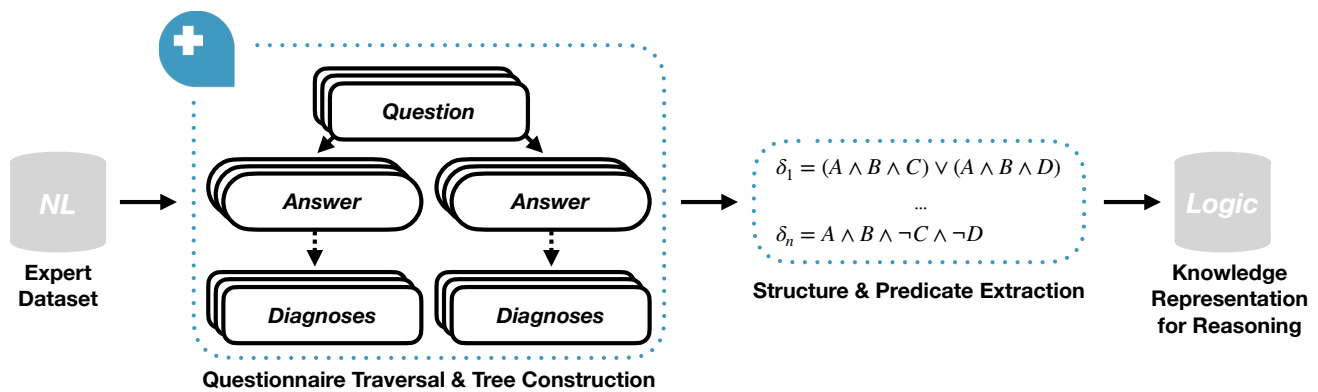 NL
Expert
Dataset
Question
Answer
Answer
Diagnoses
Diagnoses
Questionnaire Traversal & Tree Construction
δ1 = (A ∧ B ∧ C) ∨ (A ∧ B ∧ D)
...
δn = A ∧ B ∧ ¬C ∧ ¬D
Structure & Predicate Extraction
Logic
Knowledge
Representation
for Reasoning